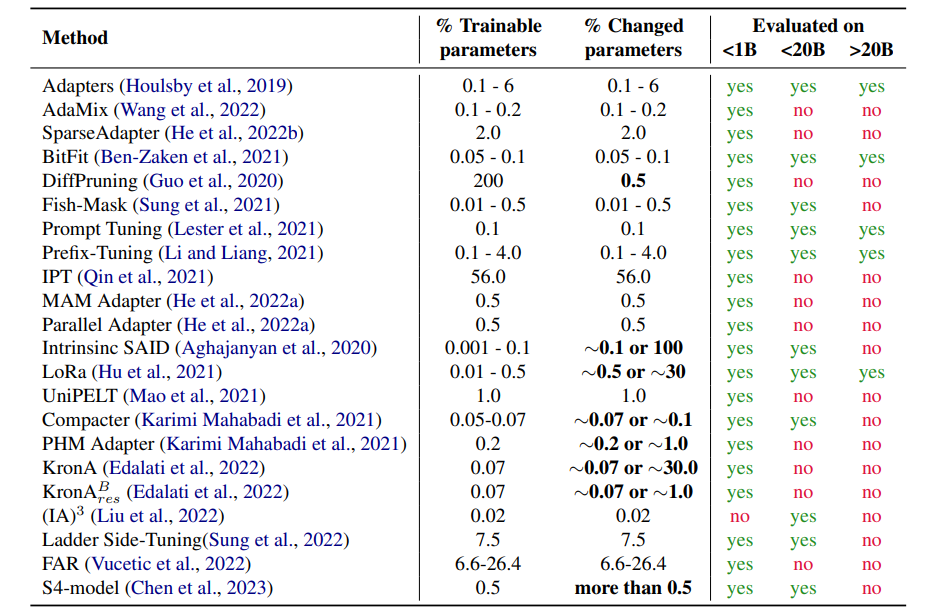 Method % Trainable parameters % Changed parameters Evaluated on <1B <20B >20B
Adapters (Houlsby et al., 2019) 0.1 - 6 0.1 - 6 yes yes yes
AdaMix (Wang et al., 2022) 0.1 - 0.2 0.1 - 0.2 yes no no
SparseAdapter (He et al., 2022b) 2.0 2.0 yes no no
BitFit (Ben-Zaken et al., 2021) 0.05 - 0.1 0.05 - 0.1 yes yes yes
DiffPruning (Guo et al., 2020) 200 0.5 yes no no
Fish-Mask (Sung et al., 2021) 0.01 - 0.5 0.01 - 0.5 yes yes no
Prompt Tuning (Lester et al., 2021) 0.1 0.1 yes yes yes
Prefix-Tuning (Li and Liang, 2021) 0.1 - 4.0 0.1 - 4.0 yes yes yes
IPT (Qin et al., 2021) 56.0 56.0 yes no no
MAM Adapter (He et al., 2022a) 0.5 0.5 yes no no
Parallel Adapter (He et al., 2022a) 0.5 0.5 yes no no
Intrinsinc SAID (Aghajanyan et al., 2020) 0.001 - 0.1 ~0.1 or 100 yes yes no
LoRa (Hu et al., 2021) 0.01 - 0.5 ~0.5 or ~30 yes yes yes
UniPELT (Mao et al., 2021) 1.0 1.0 yes no no
Compacter (Karimi Mahabadi et al., 2021) 0.05-0.07 ~0.07 or ~0.1 yes yes no
PHM Adapter (Karimi Mahabadi et al., 2021) 0.2 ~0.2 or ~1.0 yes no no
KronA (Edalati et al., 2022) 0.07 ~0.07 or ~30.0 yes no no
KronA^B_res (Edalati et al., 2022) 0.07 ~0.07 or ~1.0 yes no no
(IA)³ (Liu et al., 2022) 0.02 0.02 no yes no
Ladder Side-Tuning(Sung et al., 2022) 7.5 7.5 yes yes no
FAR (Vucetic et al., 2022) 6.6-26.4 6.6-26.4 yes no no
S4-model (Chen et al., 2023) 0.5 more than 0.5 yes yes no